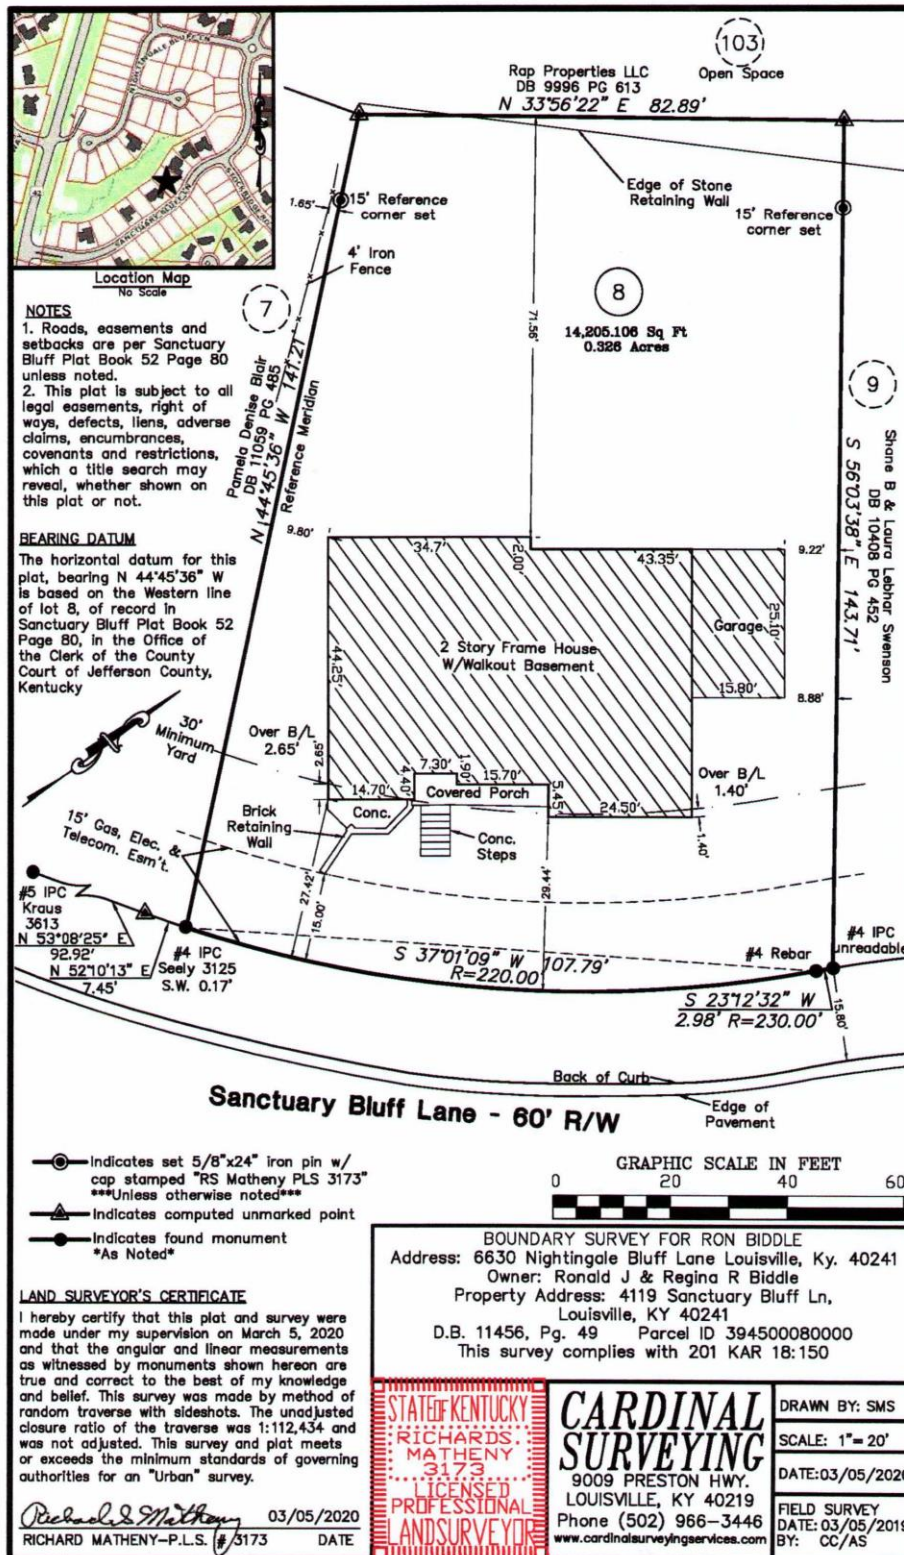 103
Open Space
Rap Properties LLC
DB 9996 PG 613
N 33°56'22" E 82.89'
NIGHTINGALE BLUFF LN
SANCTUARY BLUFF LN
Location Map
No Scale
1.65'
15' Reference
corner set
4' Iron
Fence
Edge of Stone
Retaining Wall
15' Reference
corner set
7
8
14,205.106 Sq Ft
0.326 Acres
71.56'
9
Pamela Denise Blair
DB 11059 PG 485
N 44°45'36" W 141.21'
Reference Meridian
Shane B & Laura Lebhar Swenson
DB 10408 PG 452
S 56°03'38" E 143.71'
NOTES
1. Roads, easements and
setbacks are per Sanctuary
Bluff Plat Book 52 Page 80
unless noted.
2. This plat is subject to all
legal easements, right of
ways, defects, liens, adverse
claims, encumbrances,
covenants and restrictions,
which a title search may
reveal, whether shown on
this plat or not.
BEARING DATUM
The horizontal datum for this
plat, bearing N 44°45'36" W
is based on the Western line
of lot 8, of record in
Sanctuary Bluff Plat Book 52
Page 80, in the Office of
the Clerk of the County
Court of Jefferson County,
Kentucky
9.80'
34.7'
2.00'
43.35'
9.22'
44.25'
2 Story Frame House
W/Walkout Basement
Garage
25.10'
15.80'
8.88'
30'
Minimum
Yard
Over B/L
2.65'
2.65'
7.30'
1.90'
4.40'
15.70'
14.70'
Covered Porch
5.45'
24.50'
Over B/L
1.40'
1.40'
Conc.
Brick
Retaining
Wall
Conc.
Steps
15' Gas, Elec. &
Telecom. Esm't.
27.42'
15.00'
29.44'
#5 IPC
Kraus
3613
N 53°08'25" E
92.92'
N 52°10'13" E
7.45'
#4 IPC
Seely 3125
S.W. 0.17'
S 37°01'09" W 107.79'
R=220.00'
#4 Rebar
#4 IPC
unreadable
S 23°12'32" W
2.98' R=230.00'
15.80'
Back of Curb
Edge of
Pavement
Sanctuary Bluff Lane - 60' R/W
Indicates set 5/8"x24" iron pin w/
cap stamped "RS Matheny PLS 3173"
***Unless otherwise noted***
Indicates computed unmarked point
Indicates found monument
*As Noted*
GRAPHIC SCALE IN FEET
0 20 40 60
LAND SURVEYOR'S CERTIFICATE
I hereby certify that this plat and survey were
made under my supervision on March 5, 2020
and that the angular and linear measurements
as witnessed by monuments shown hereon are
true and correct to the best of my knowledge
and belief. This survey was made by method of
random traverse with sideshots. The unadjusted
closure ratio of the traverse was 1:112,434 and
was not adjusted. This survey and plat meets
or exceeds the minimum standards of governing
authorities for an "Urban" survey.
Richard S Matheny 03/05/2020
RICHARD MATHENY-P.L.S. # 3173 DATE
BOUNDARY SURVEY FOR RON BIDDLE
Address: 6630 Nightingale Bluff Lane Louisville, Ky. 40241
Owner: Ronald J & Regina R Biddle
Property Address: 4119 Sanctuary Bluff Ln,
Louisville, KY 40241
D.B. 11456, Pg. 49 Parcel ID 394500080000
This survey complies with 201 KAR 18:150
STATE OF KENTUCKY
RICHARD S.
MATHENY
3173
LICENSED
PROFESSIONAL
LAND SURVEYOR
CARDINAL
SURVEYING
9009 PRESTON HWY.
LOUISVILLE, KY 40219
Phone (502) 966-3446
www.cardinalsurveyingservices.com
DRAWN BY: SMS
SCALE: 1"= 20'
DATE:03/05/2020
FIELD SURVEY
DATE: 03/05/2019
BY: CC/AS